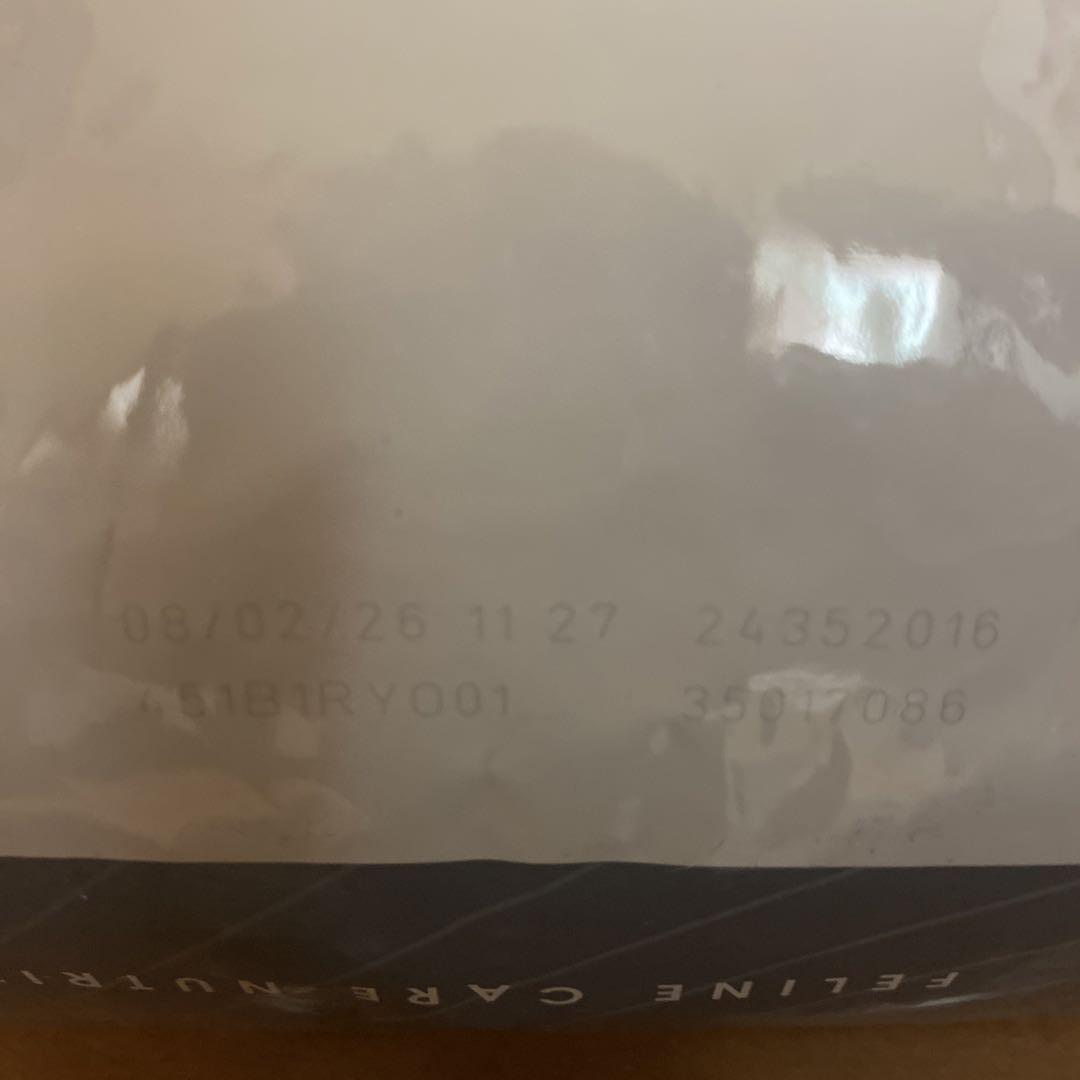 08/02/26 11 27 24352016
451B1RYO01 35017086
FELINE CARE NUTRI